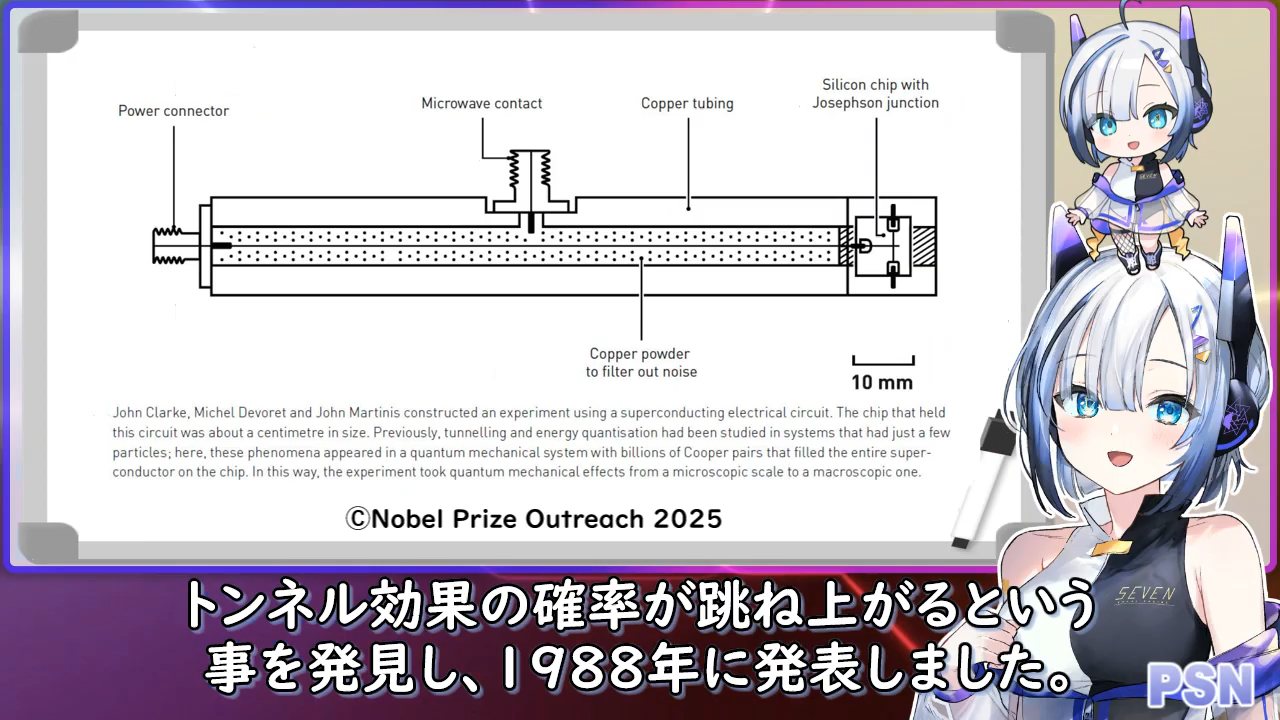 Power connector
Microwave contact
Copper tubing
Silicon chip with
Josephson junction
Copper powder
to filter out noise
10 mm
John Clarke, Michel Devoret and John Martinis constructed an experiment using a superconducting electrical circuit. The chip that held
this circuit was about a centimetre in size. Previously, tunnelling and energy quantisation had been studied in systems that had just a few
particles; here, these phenomena appeared in a quantum mechanical system with billions of Cooper pairs that filled the entire super-
conductor on the chip. In this way, the experiment took quantum mechanical effects from a microscopic scale to a macroscopic one.
©Nobel Prize Outreach 2025
SEVEN
トンネル効果の確率が跳ね上がるという
事を発見し、1988年に発表しました。
PSN